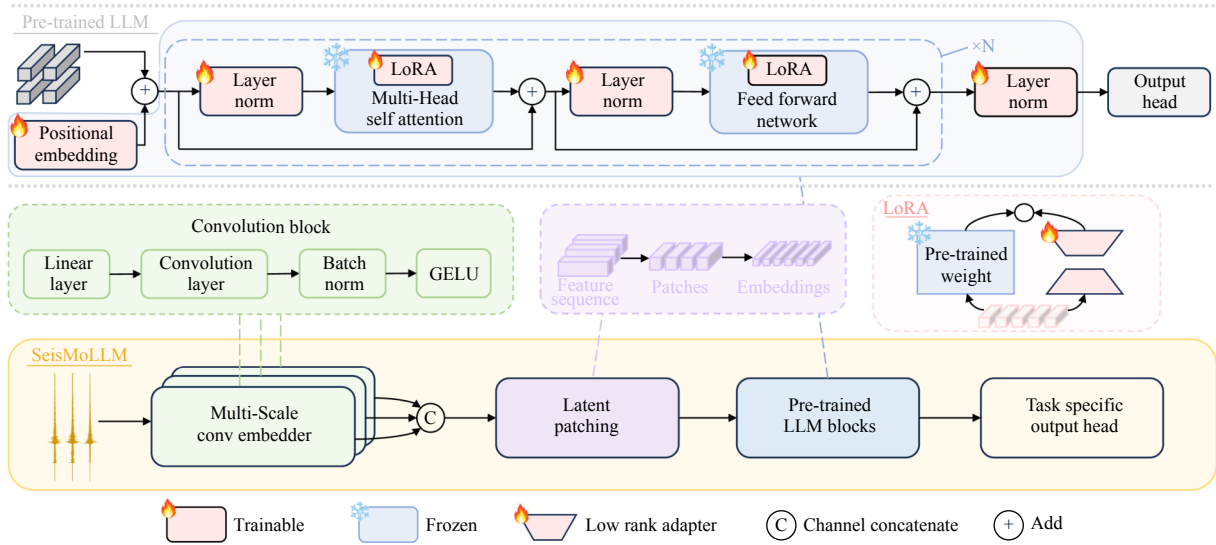 Pre-trained LLM
×N
Layer
norm
LoRA
Multi-Head
self attention
+
+
Layer
norm
LoRA
Feed forward
network
+
Layer
norm
Output
head
Positional
embedding
Convolution block
Linear
layer
Convolution
layer
Batch
norm
GELU
Feature
sequence
Patches
Embeddings
LoRA
Pre-trained
weight
SeisMoLLM
Multi-Scale
conv embedder
C
Latent
patching
Pre-trained
LLM blocks
Task specific
output head
Trainable
Frozen
Low rank adapter
C
Channel concatenate
+
Add